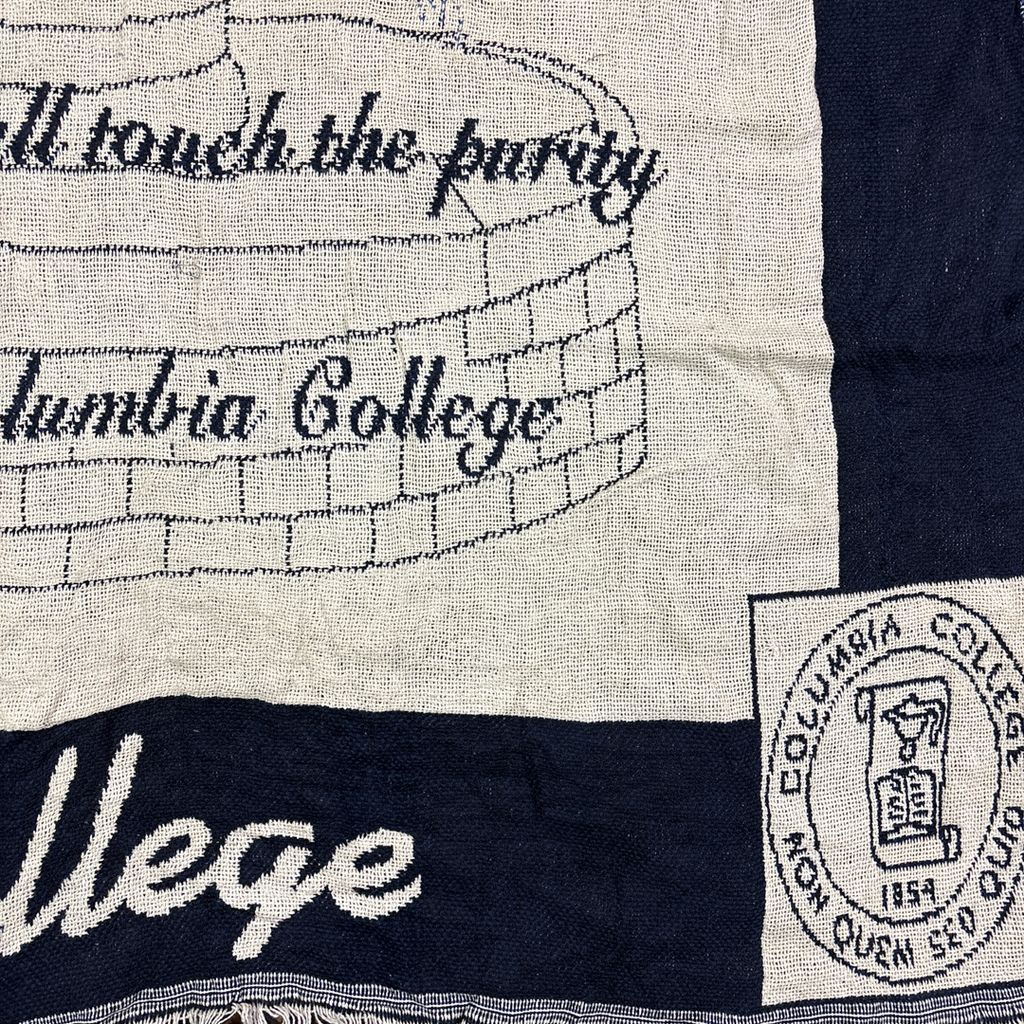 ll touch the purity
lumbia College
llege
COLUMBIA COLLEGE
NON QUEM SED QUID
1854